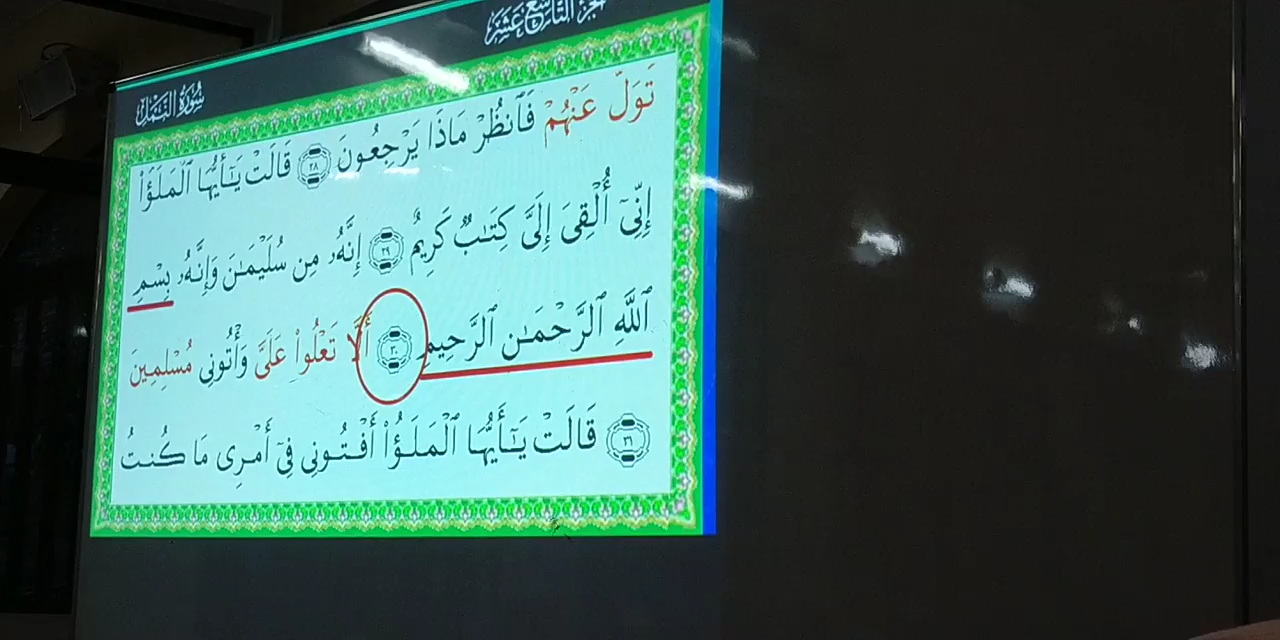 الجزء التاسع عشر
سورة النمل
تَوَلَّ عَنْهُمْ فَٱنظُرْ مَاذَا يَرْجِعُونَ ﴿٢٨﴾ قَالَتْ يَـٰٓأَيُّهَا ٱلْمَلَؤُا۟
إِنِّىٓ أُلْقِىَ إِلَىَّ كِتَـٰبٌ كَرِيمٌ ﴿٢٩﴾ إِنَّهُۥ مِن سُلَيْمَـٰنَ وَإِنَّهُۥ بِسْمِ
ٱللَّهِ ٱلرَّحْمَـٰنِ ٱلرَّحِيمِ ﴿٣٠﴾ أَلَّا تَعْلُوا۟ عَلَىَّ وَأْتُونِى مُسْلِمِينَ
﴿٣١﴾ قَالَتْ يَـٰٓأَيُّهَا ٱلْمَلَؤُا۟ أَفْتُونِى فِىٓ أَمْرِى مَا كُنتُ